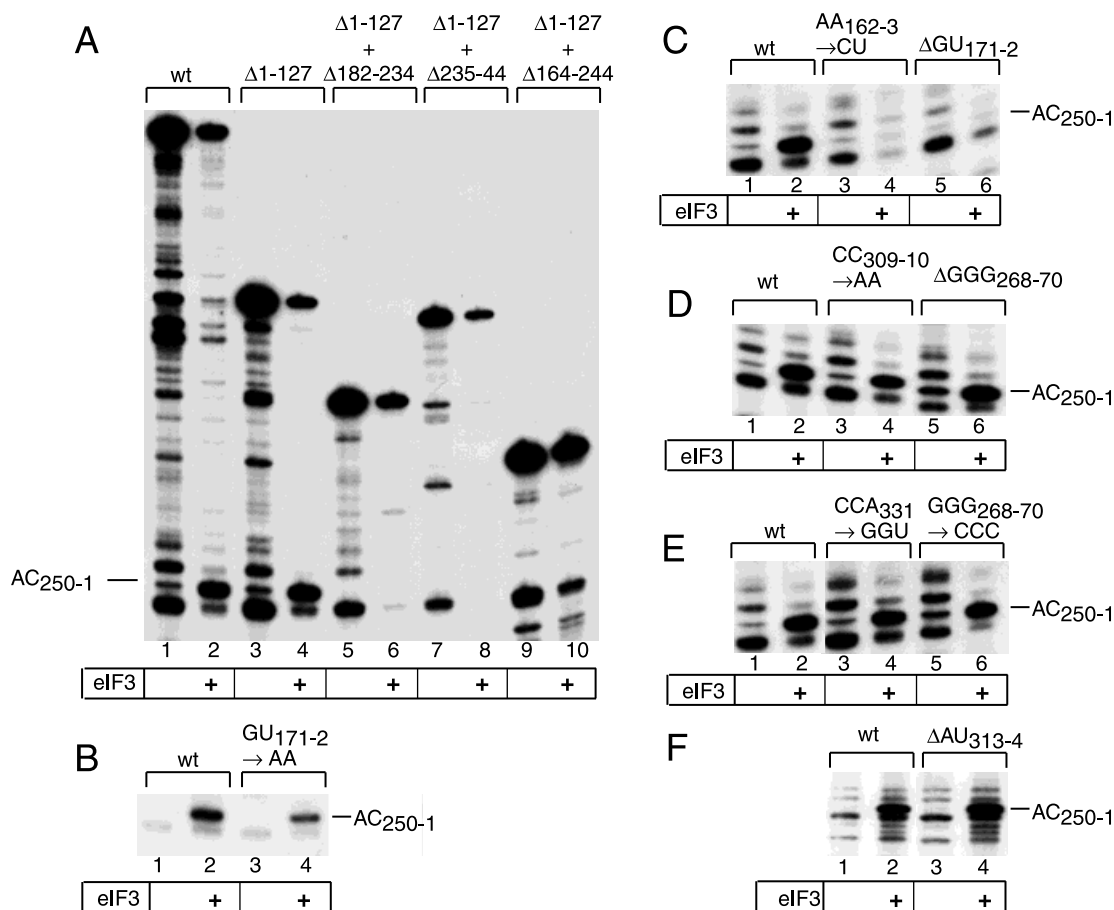 A
Δ1-127 Δ1-127 Δ1-127
+ + +
wt Δ1-127 Δ182-234 Δ235-44 Δ164-244
AC250-1
1 2 3 4 5 6 7 8 9 10
eIF3 + + + + +
B
GU171-2
wt → AA
AC250-1
1 2 3 4
eIF3 + +
C
AA162-3
wt →CU ΔGU171-2
AC250-1
1 2 3 4 5 6
eIF3 + + +
D
CC309-10
wt →AA ΔGGG268-70
AC250-1
1 2 3 4 5 6
eIF3 + + +
E
CCA331 GGG268-70
wt → GGU → CCC
AC250-1
1 2 3 4 5 6
eIF3 + + +
F
wt ΔAU313-4
AC250-1
1 2 3 4
eIF3 + +